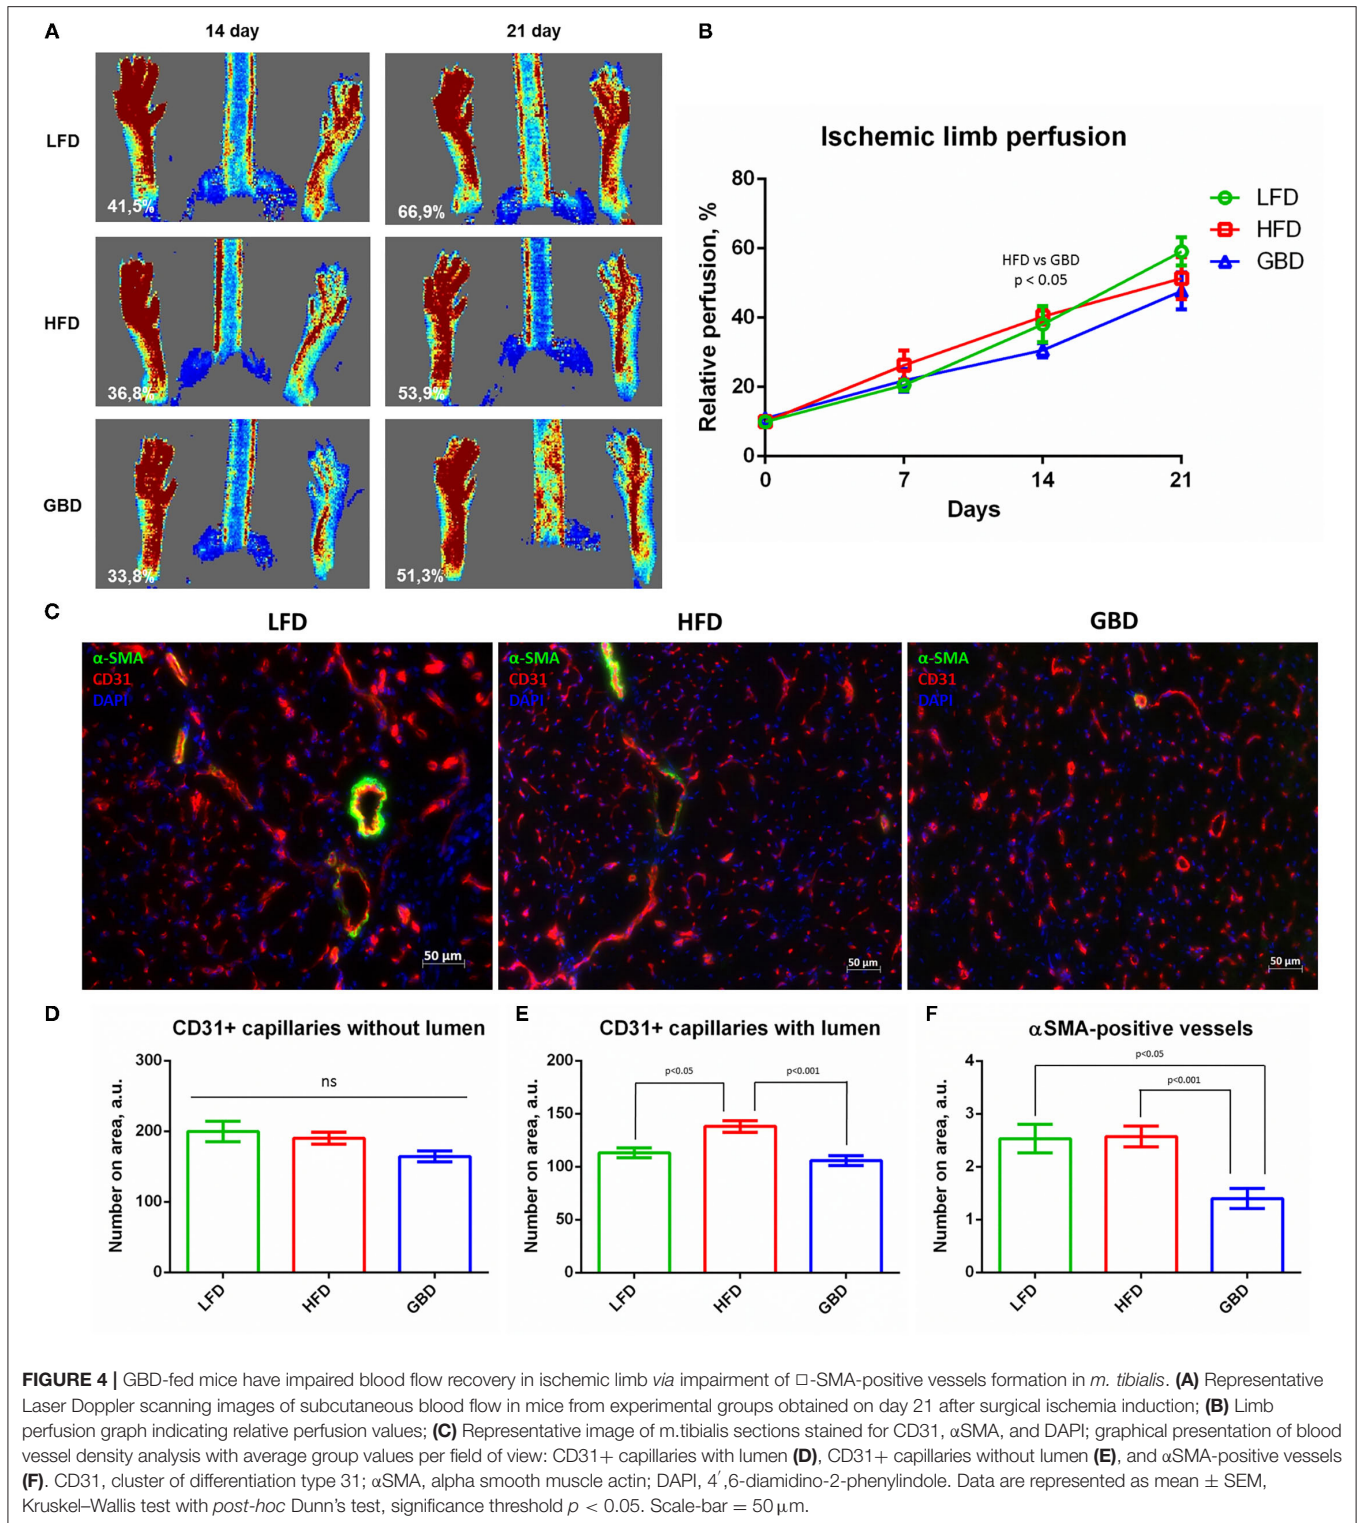 A
14 day
21 day
LFD
41,5%
66,9%
HFD
36,8%
53,9%
GBD
33,8%
51,3%
B
Ischemic limb perfusion
Relative perfusion, %
80
60
40
20
0
HFD vs GBD
p < 0.05
LFD
HFD
GBD
0 7 14 21
Days
C
LFD
α-SMA
CD31
DAPI
50 μm
HFD
α-SMA
CD31
DAPI
50 μm
GBD
α-SMA
CD31
DAPI
50 μm
D
CD31+ capillaries without lumen
Number on area, a.u.
300
200
100
0
ns
LFD HFD GBD
E
CD31+ capillaries with lumen
Number on area, a.u.
200
150
100
50
0
p<0.05
p<0.001
LFD HFD GBD
F
αSMA-positive vessels
Number on area, a.u.
4
3
2
1
0
p<0.05
p<0.001
LFD HFD GBD
FIGURE 4 | GBD-fed mice have impaired blood flow recovery in ischemic limb via impairment of □-SMA-positive vessels formation in m. tibialis. (A) Representative
Laser Doppler scanning images of subcutaneous blood flow in mice from experimental groups obtained on day 21 after surgical ischemia induction; (B) Limb
perfusion graph indicating relative perfusion values; (C) Representative image of m.tibialis sections stained for CD31, αSMA, and DAPI; graphical presentation of blood
vessel density analysis with average group values per field of view: CD31+ capillaries with lumen (D), CD31+ capillaries without lumen (E), and αSMA-positive vessels
(F). CD31, cluster of differentiation type 31; αSMA, alpha smooth muscle actin; DAPI, 4′,6-diamidino-2-phenylindole. Data are represented as mean ± SEM,
Kruskel–Wallis test with post-hoc Dunn's test, significance threshold p < 0.05. Scale-bar = 50 μm.